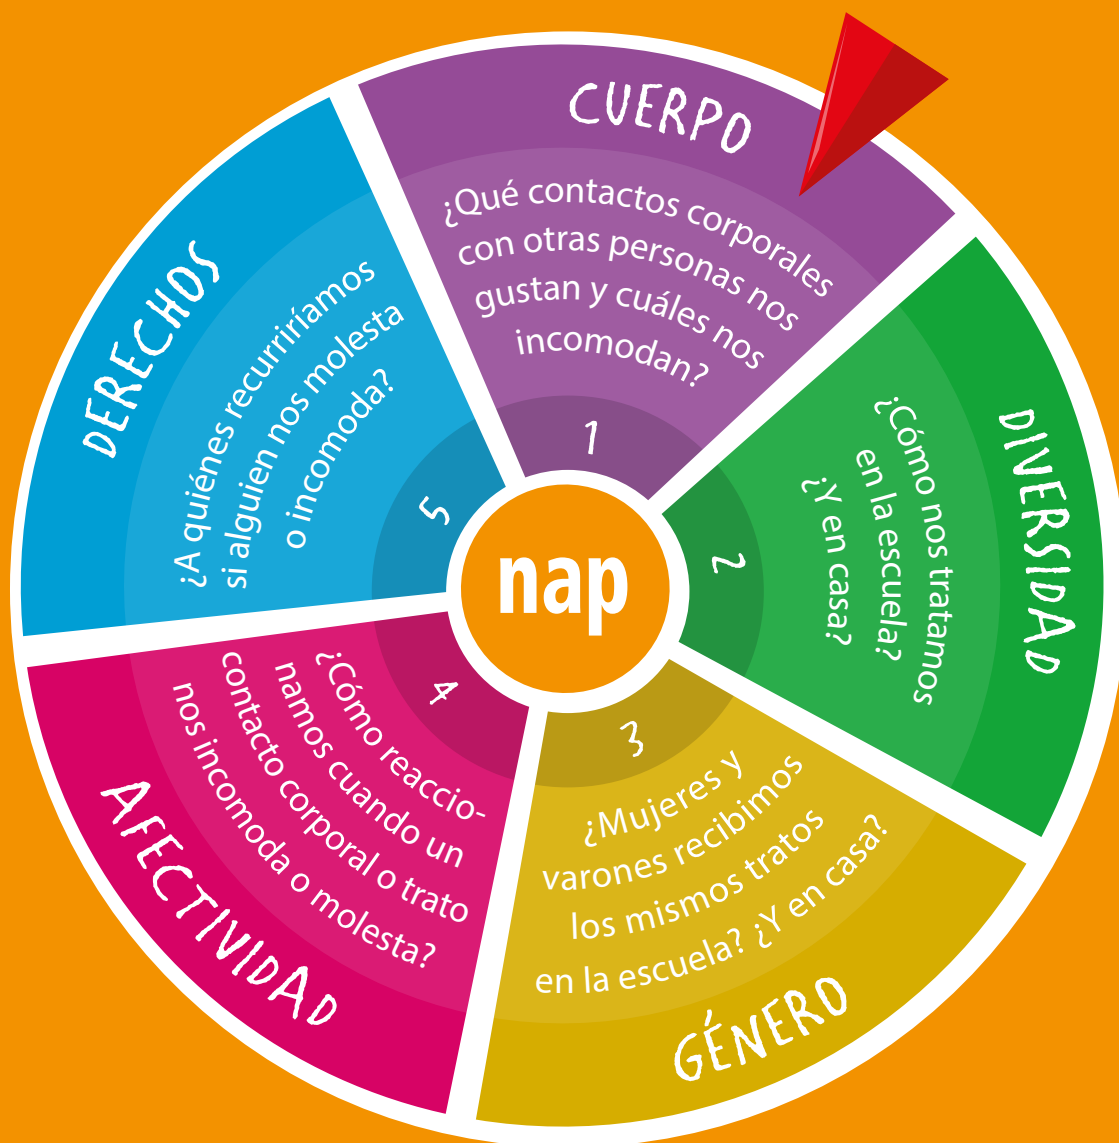 CUERPO
¿Qué contactos corporales
con otras personas nos
gustan y cuáles nos
incomodan?
1
DIVERSIDAD
¿Cómo nos tratamos
en la escuela?
¿Y en casa?
2
3
¿Mujeres y
varones recibimos
los mismos tratos
en la escuela? ¿Y en casa?
GÉNERO
4
¿Cómo reaccio-
namos cuando un
contacto corporal o trato
nos incomoda o molesta?
AFECTIVIDAD
DERECHOS
¿A quiénes recurriríamos
si alguien nos molesta
o incomoda?
5
nap